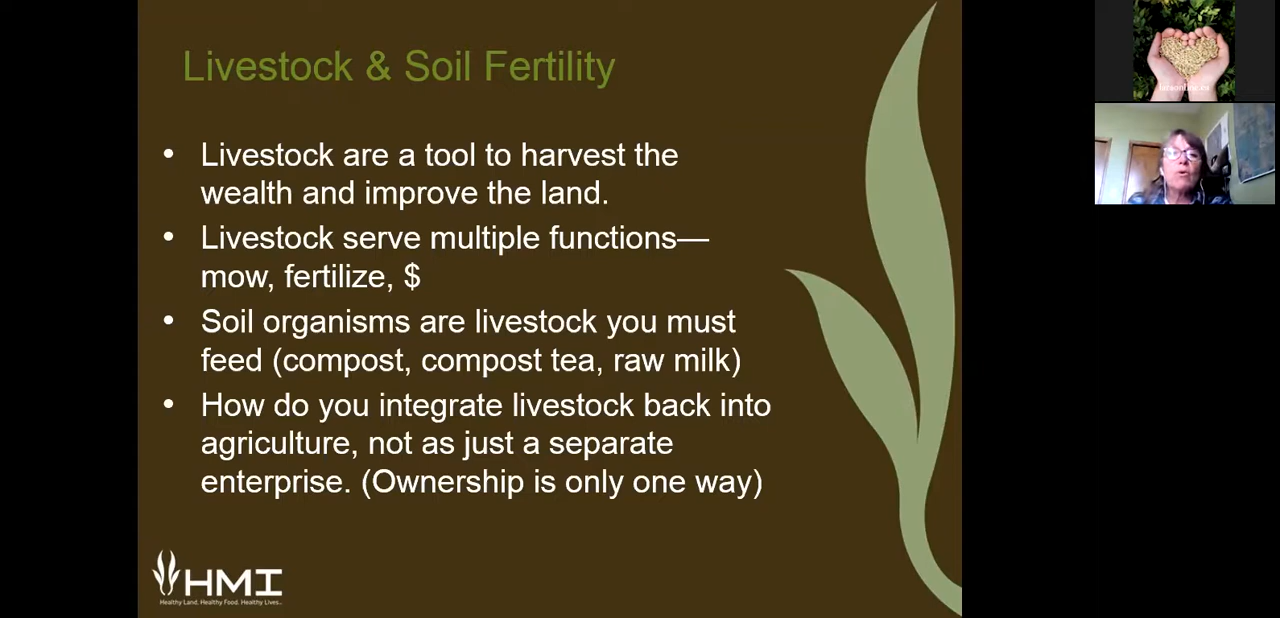 Livestock & Soil Fertility
• Livestock are a tool to harvest the
wealth and improve the land.
• Livestock serve multiple functions—
mow, fertilize, $
• Soil organisms are livestock you must
feed (compost, compost tea, raw milk)
• How do you integrate livestock back into
agriculture, not as just a separate
enterprise. (Ownership is only one way)
HMI
Healthy Land. Healthy Food. Healthy Lives.